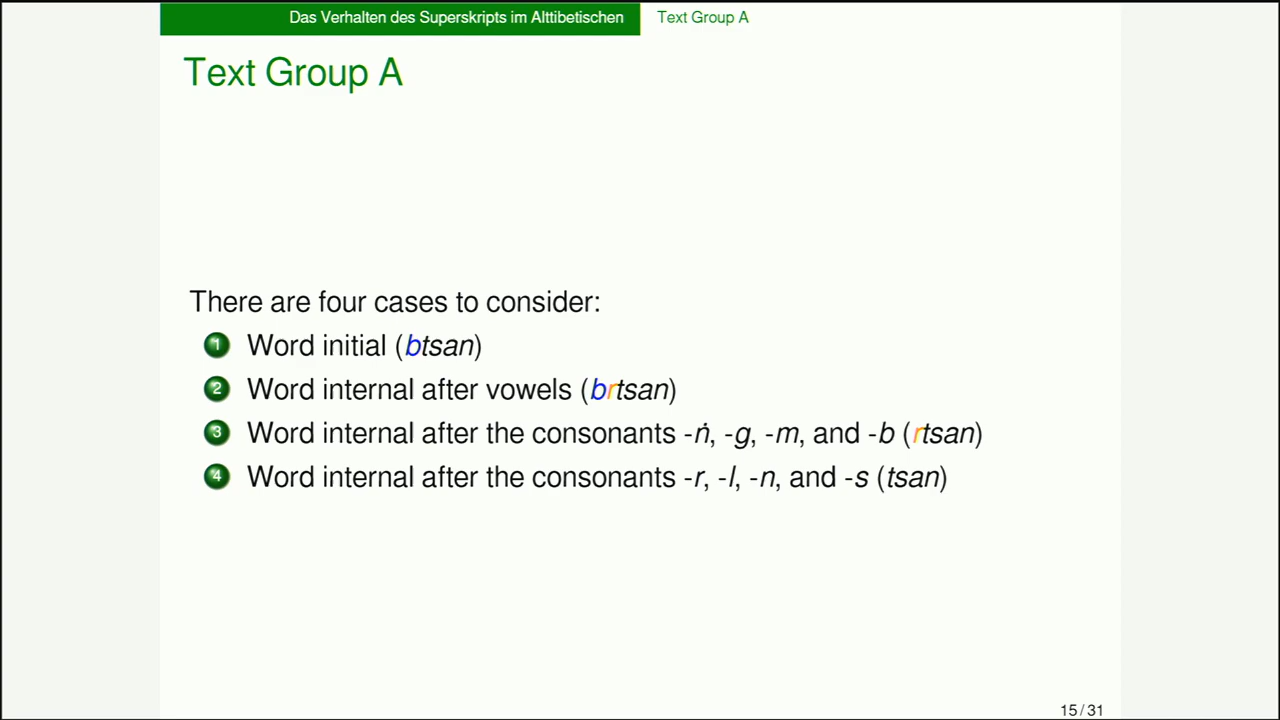 Das Verhalten des Superskripts im Alttibetischen Text Group A
Text Group A
There are four cases to consider:
1 Word initial (btsan)
2 Word internal after vowels (brtsan)
3 Word internal after the consonants -ṅ, -g, -m, and -b (rtsan)
4 Word internal after the consonants -r, -l, -n, and -s (tsan)
15 / 31